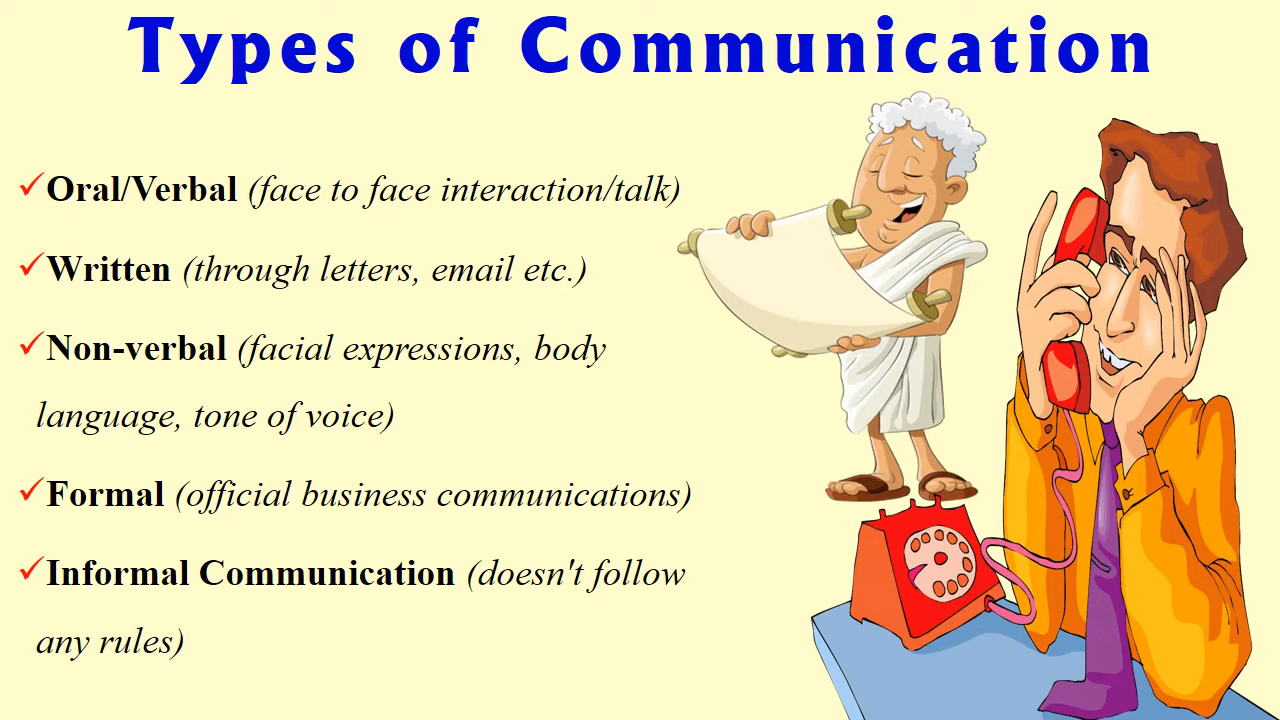 Types of Communication
✓Oral/Verbal (face to face interaction/talk)
✓Written (through letters, email etc.)
✓Non-verbal (facial expressions, body
language, tone of voice)
✓Formal (official business communications)
✓Informal Communication (doesn't follow
any rules)